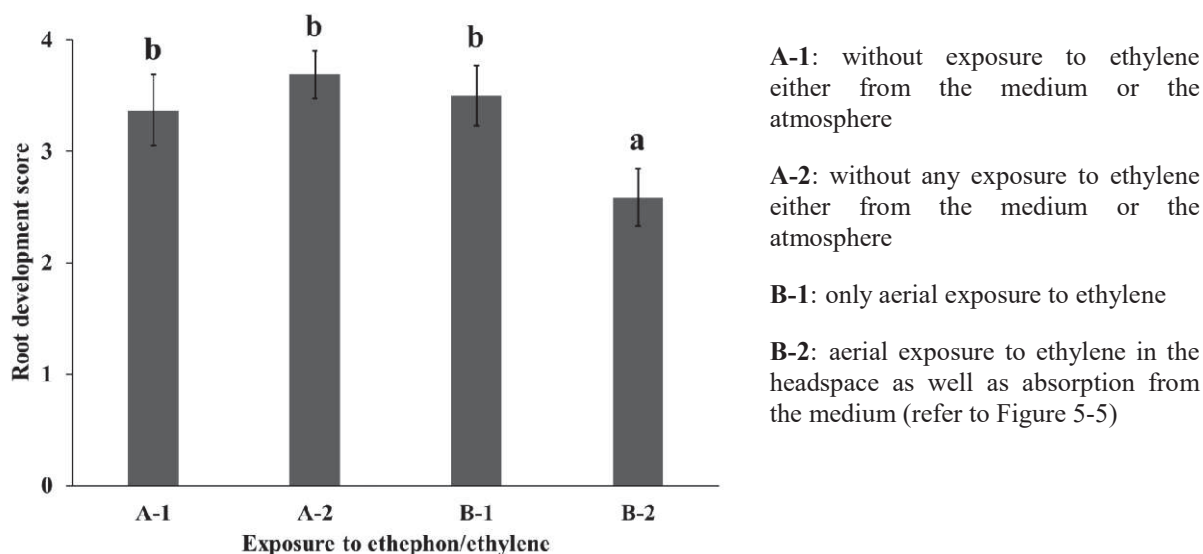 4
3
2
1
0
b
b
b
a
Root development score
A-1
A-2
B-1
B-2
Exposure to ethephon/ethylene
A-1: without exposure to ethylene
either from the medium or the
atmosphere
A-2: without any exposure to ethylene
either from the medium or the
atmosphere
B-1: only aerial exposure to ethylene
B-2: aerial exposure to ethylene in the
headspace as well as absorption from
the medium (refer to Figure 5-5)